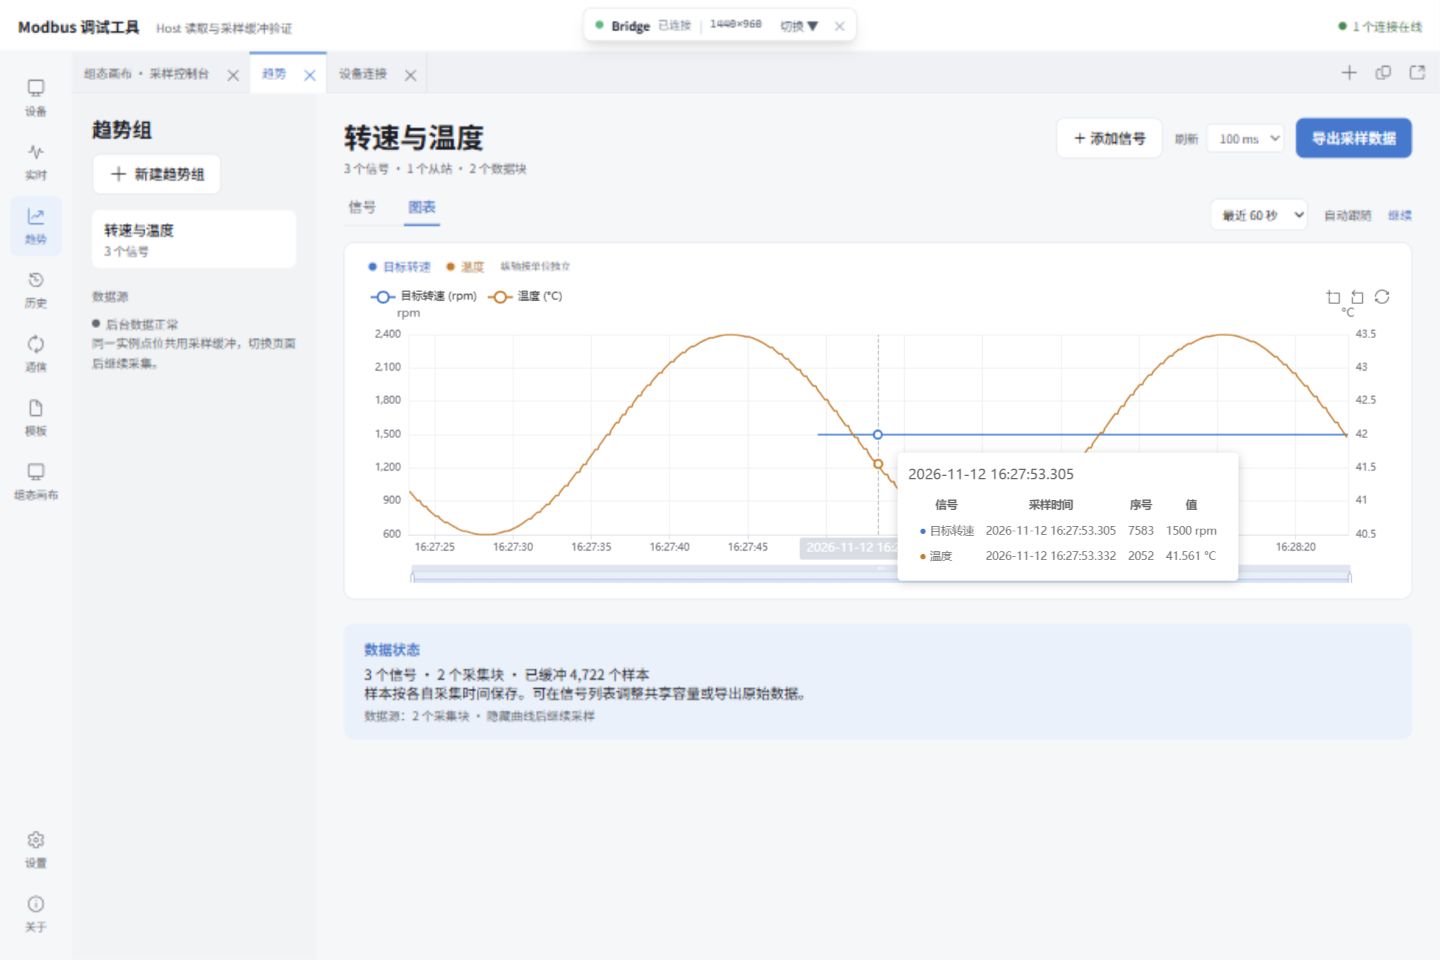 Modbus 调试工具
Host 读取与采样缓冲验证
Bridge 已连接 1440×960 切换 ▼
1 个连接在线
组态画布 · 采样控制台
趋势
设备连接
设备
实时
趋势
历史
通信
模板
组态画布
设置
关于
趋势组
新建趋势组
转速与温度
3 个信号
数据源
后台数据正常
同一实例点位共用采样缓冲，切换页面
后继续采集。
转速与温度
3 个信号 · 1 个从站 · 2 个数据块
+ 添加信号
刷新
100 ms
导出采样数据
信号
图表
最近 60 秒
自动跟随
继续
目标转速
温度
纵轴按单位独立
目标转速 (rpm)
温度 (°C)
rpm
°C
2,400
2,100
1,800
1,500
1,200
900
600
43.5
43
42.5
42
41.5
41
40.5
16:27:25
16:27:30
16:27:35
16:27:40
16:27:45
2026-11-12 16:2
16:28:20
2026-11-12 16:27:53.305
信号 采样时间 序号 值
目标转速 2026-11-12 16:27:53.305 7583 1500 rpm
温度 2026-11-12 16:27:53.332 2052 41.561 °C
数据状态
3 个信号 · 2 个采集块 · 已缓冲 4,722 个样本
样本按各自采集时间保存。可在信号列表调整共享容量或导出原始数据。
数据源：2 个采集块 · 隐藏曲线后继续采样